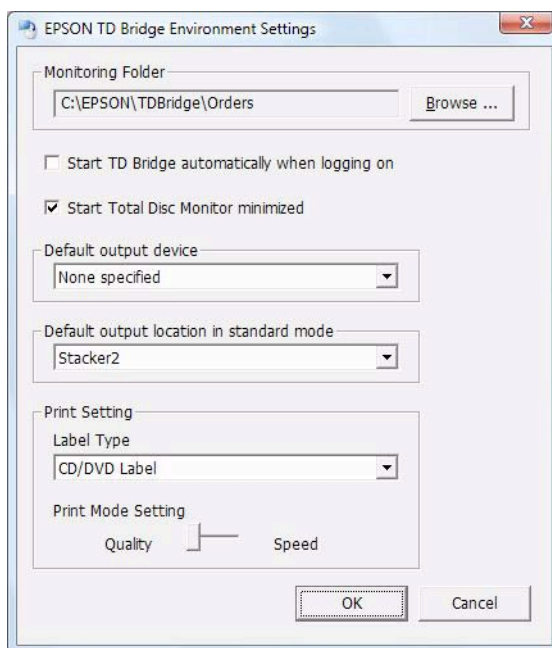 EPSON TD Bridge Environment Settings
Monitoring Folder
C:\EPSON\TDBridge\Orders
Browse ...
Start TD Bridge automatically when logging on
Start Total Disc Monitor minimized
Default output device
None specified
Default output location in standard mode
Stacker2
Print Setting
Label Type
CD/DVD Label
Print Mode Setting
Quality Speed
OK Cancel